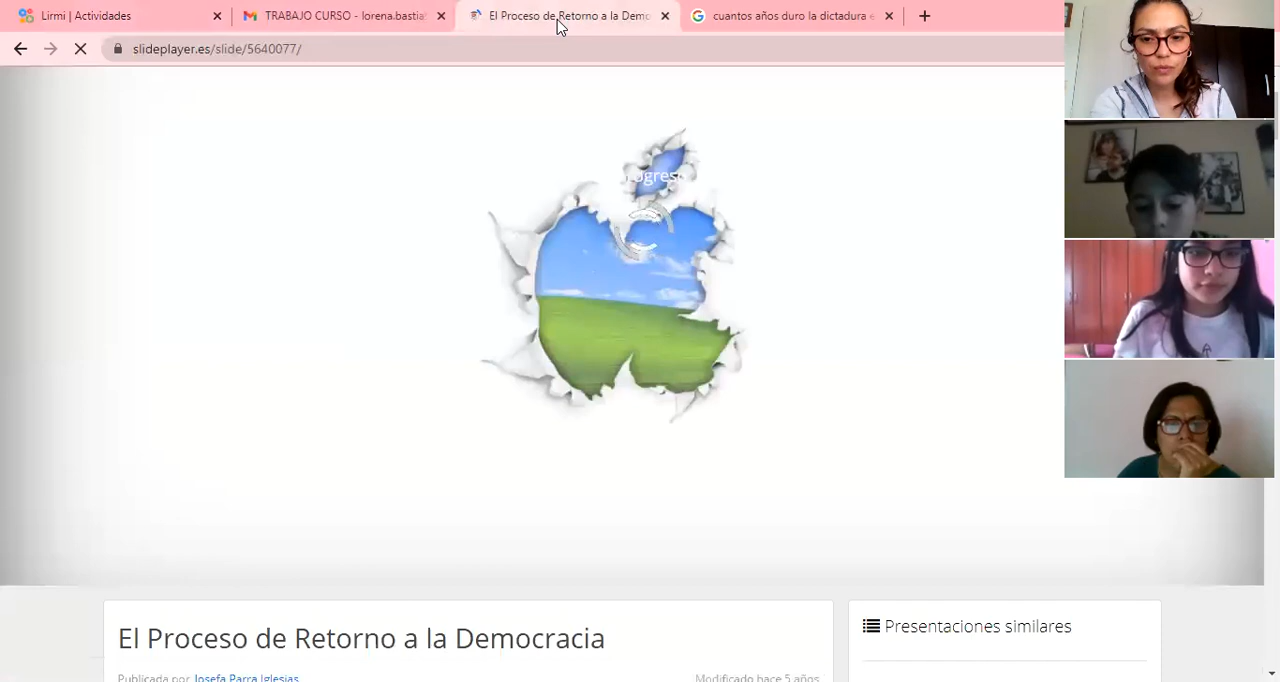 Lirmi | Actividades
TRABAJO CURSO - lorena.bastia
El Proceso de Retorno a la Demo
cuantos años duro la dictadura e
slideplayer.es/slide/5640077/
El Proceso de Retorno a la Democracia
Publicada por Josefa Parra Iglesias
Modificado hace 5 años
Presentaciones similares